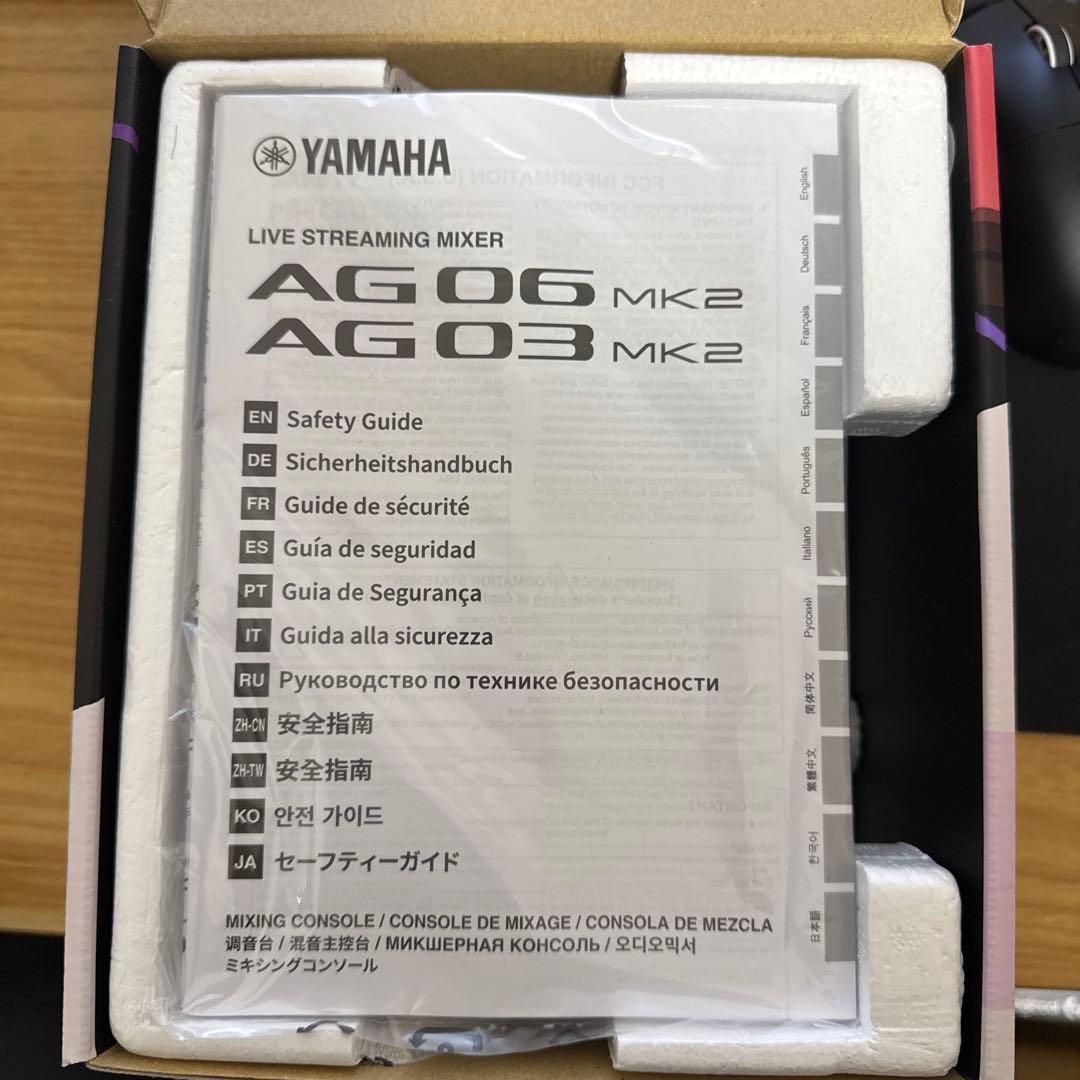 YAMAHA
LIVE STREAMING MIXER
AG06 MK2
AG03 MK2
EN Safety Guide
DE Sicherheitshandbuch
FR Guide de sécurité
ES Guía de seguridad
PT Guia de Segurança
IT Guida alla sicurezza
RU Руководство по технике безопасности
ZH-CN 安全指南
ZH-TW 安全指南
KO 안전 가이드
JA セーフティーガイド
MIXING CONSOLE / CONSOLE DE MIXAGE / CONSOLA DE MEZCLA
调音台 / 混音主控台 / МИКШЕРНАЯ КОНСОЛЬ / 오디오믹서
ミキシングコンソール
English
Deutsch
Français
Español
Português
Italiano
Русский
简体中文
繁體中文
한국어
日本語